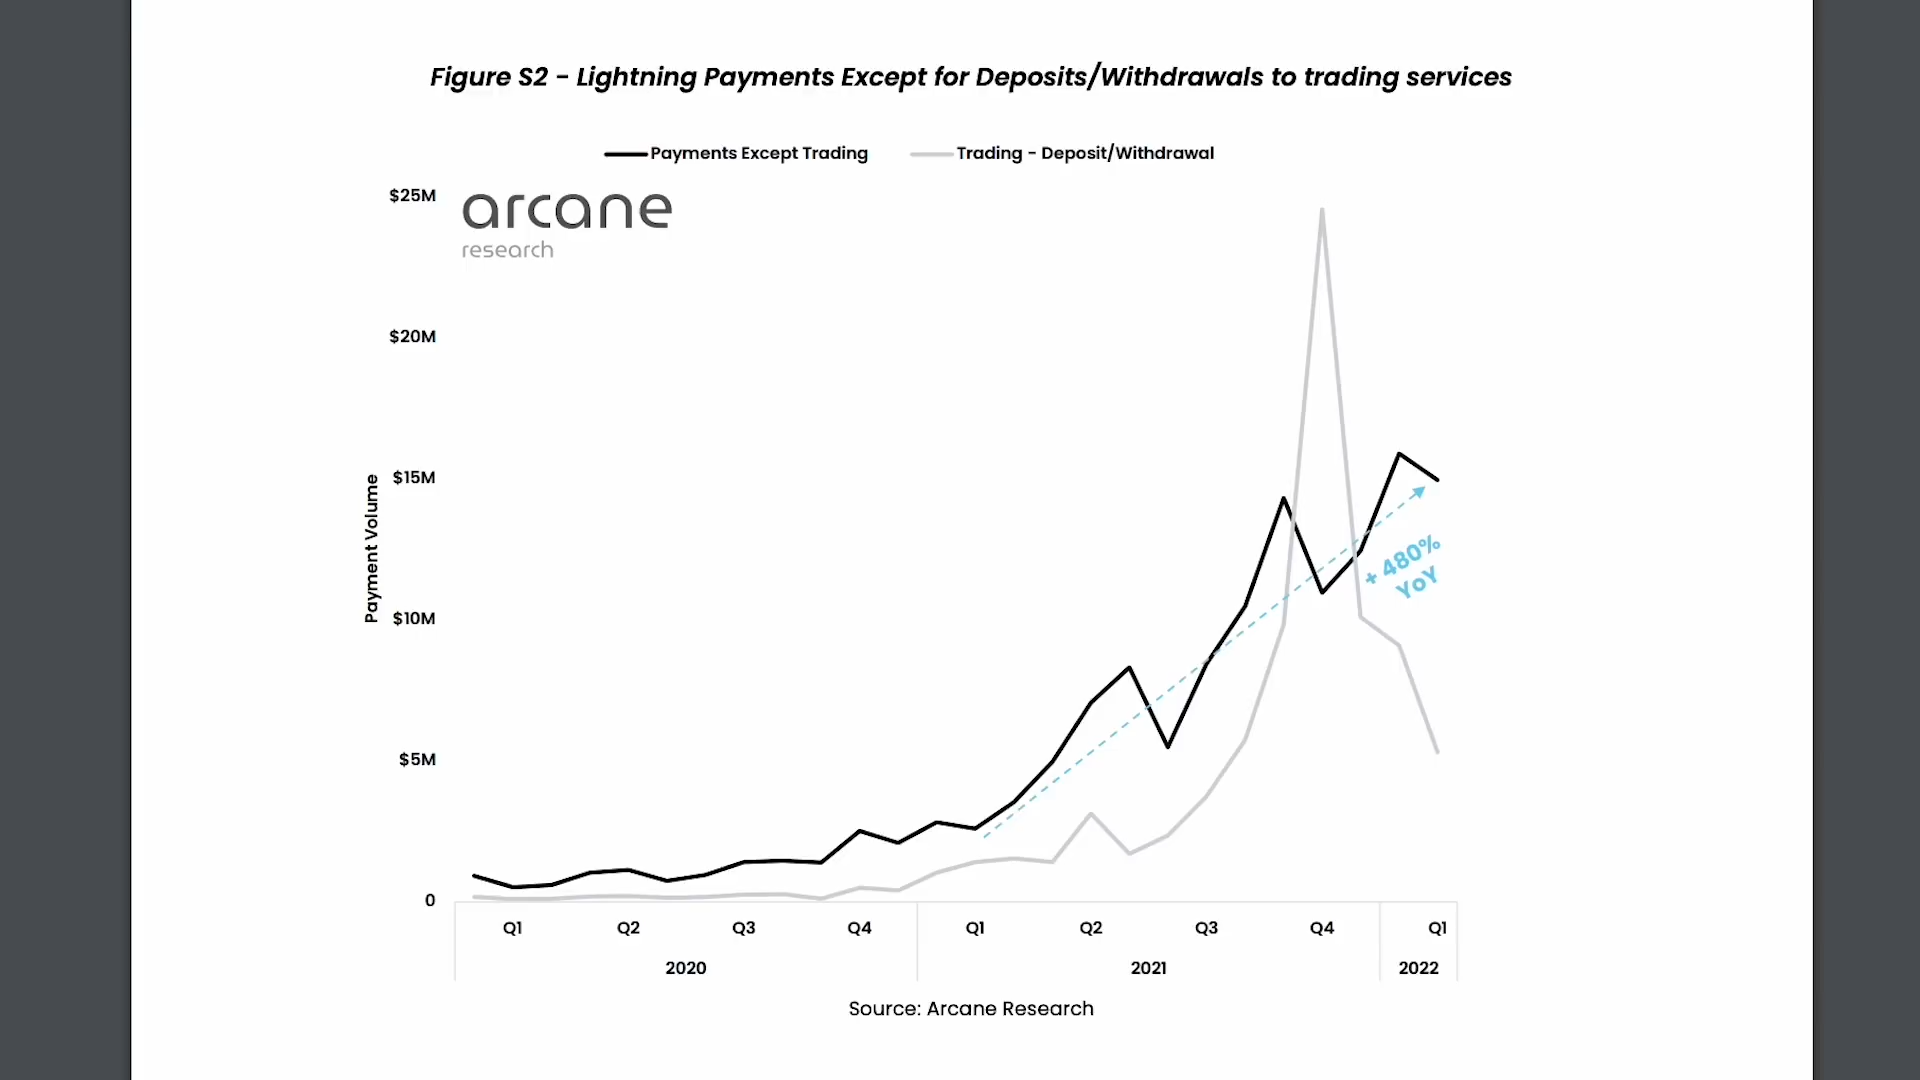 Figure S2 - Lightning Payments Except for Deposits/Withdrawals to trading services
Payments Except Trading Trading - Deposit/Withdrawal
arcane
research
$25M
$20M
$15M
$10M
$5M
0
Payment Volume
+ 480%
YoY
Q1 Q2 Q3 Q4 Q1 Q2 Q3 Q4 Q1
2020 2021 2022
Source: Arcane Research